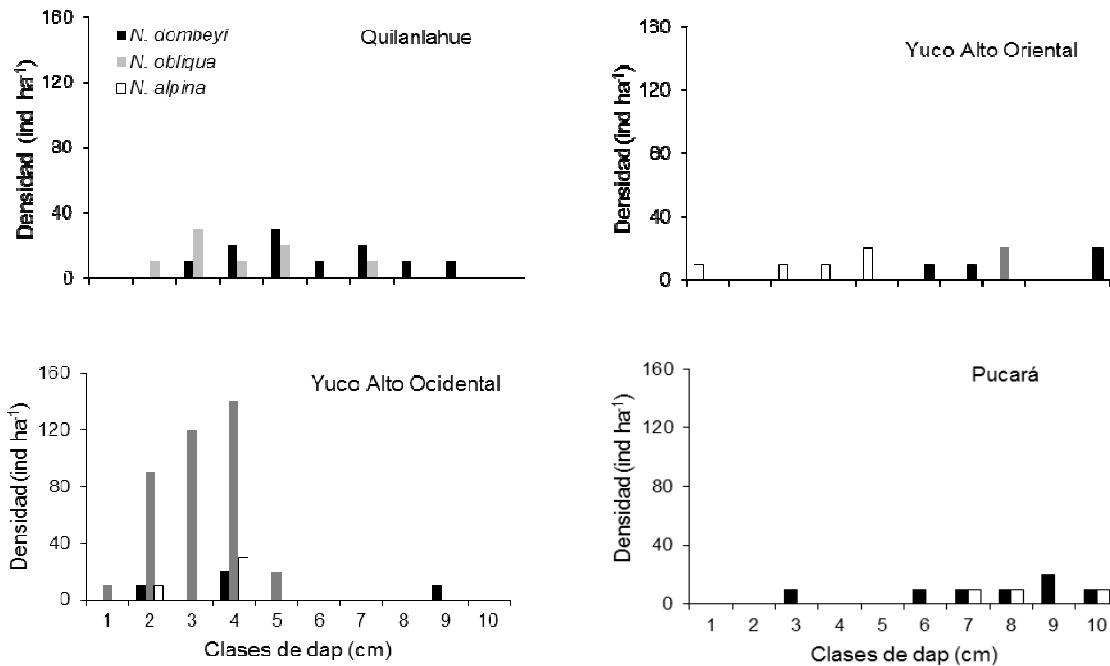 160
120
80
40
0
Densidad (ind ha-1)
N. dombeyi
N. obliqua
N. alpina
Quilanlahue
160
120
80
40
0
Densidad (ind ha-1)
Yuco Alto Oriental
160
120
80
40
0
Densidad (ind ha-1)
Yuco Alto Occidental
1 2 3 4 5 6 7 8 9 10
Clases de dap (cm)
160
120
80
40
0
Densidad (ind ha-1)
Pucará
1 2 3 4 5 6 7 8 9 10
Clases de dap (cm)